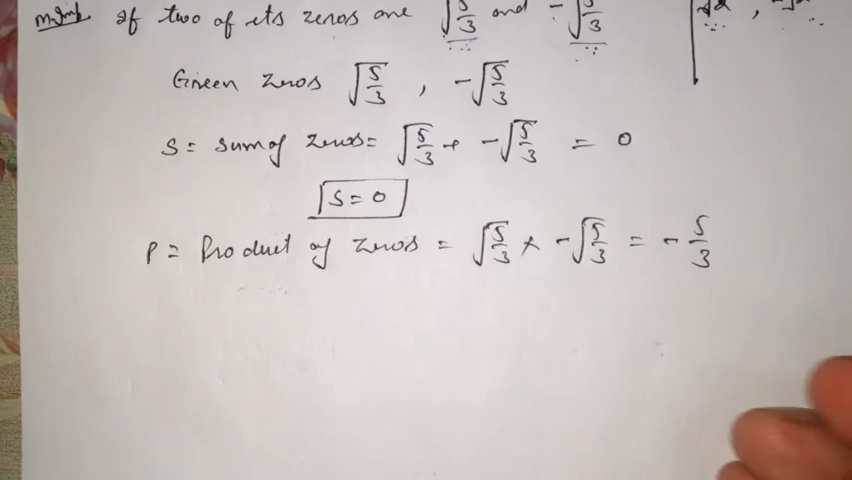 If two of its zeros are √5/3 and -√5/3
Given zeros √5/3 , -√5/3
S = sum of zeros = √5/3 + -√5/3 = 0
S = 0
P = Product of zeros = √5/3 × -√5/3 = - 5/3